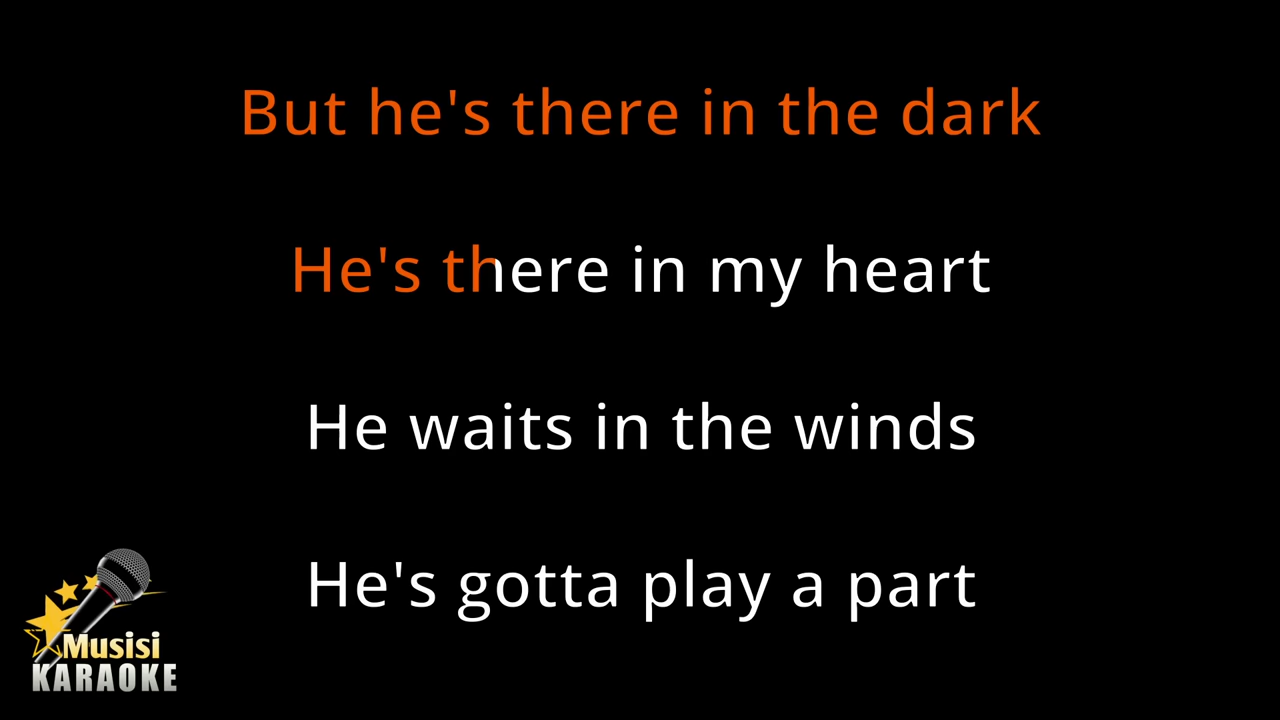 But he's there in the dark
He's there in my heart
He waits in the winds
He's gotta play a part
Musisi
KARAOKE